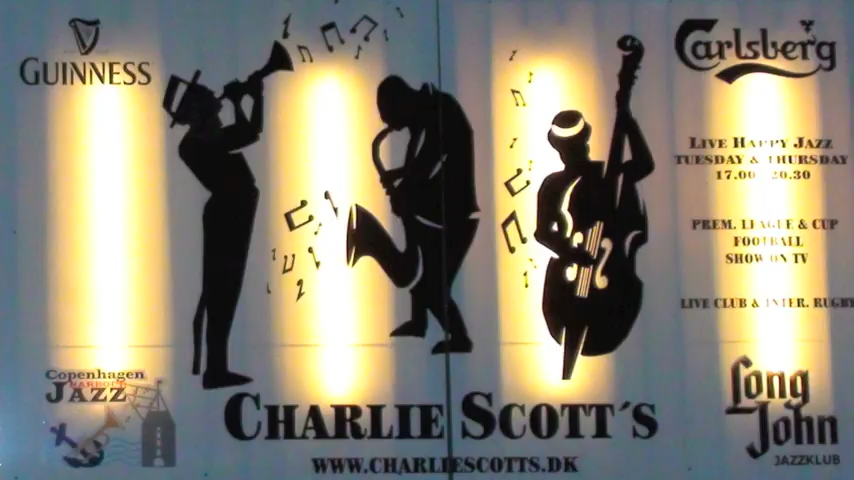 GUINNESS
Carlsberg
LIVE HAPPY JAZZ
TUESDAY & THURSDAY
17.00 20.30
PREM. LEAGUE & CUP
FOOTBALL
SHOW ON TV
LIVE CLUB & INTER. RUGBY
Copenhagen
HARBOUR
JAZZ
CHARLIE SCOTT´S
WWW.CHARLIESCOTTS.DK
Long
John
JAZZKLUB